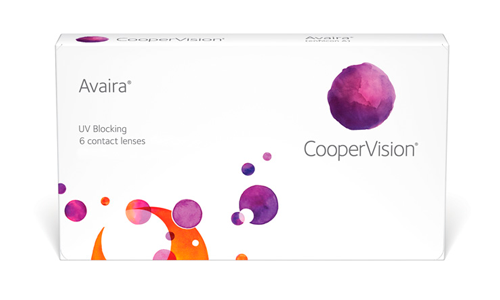 CooperVision®
Avaira®
Avaira®
UV Blocking
6 contact lenses
CooperVision®